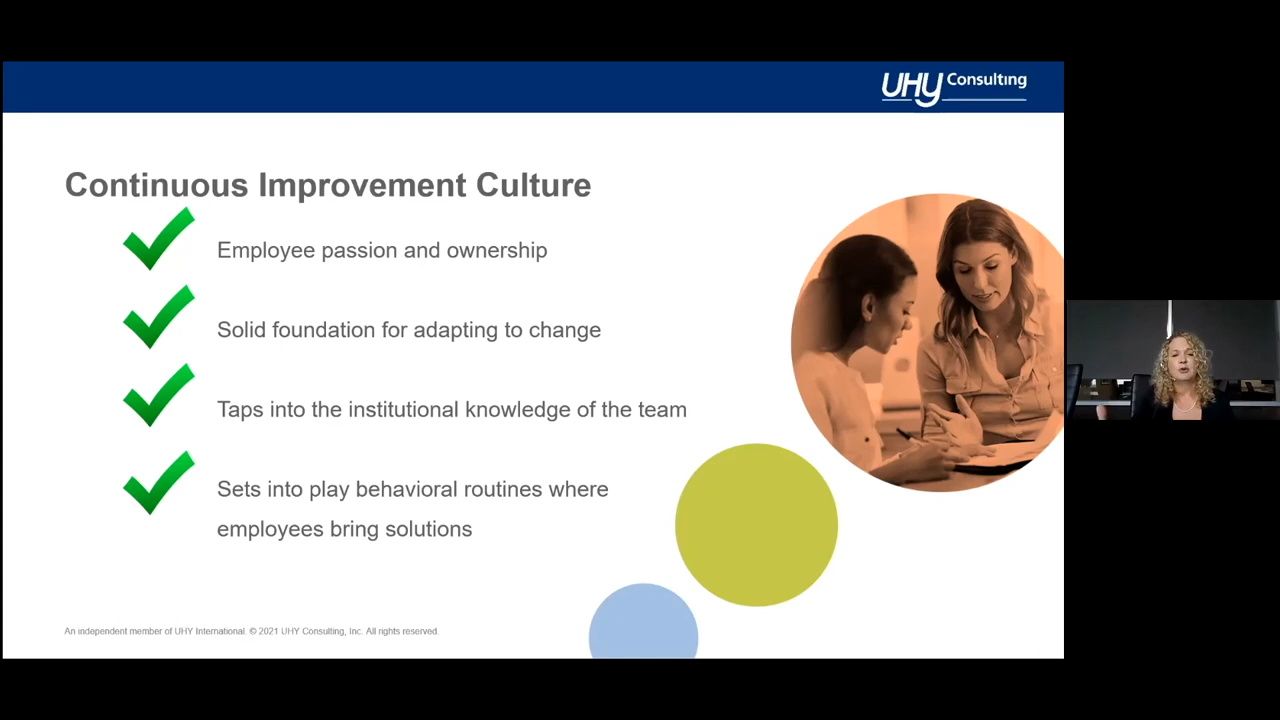 UHY Consulting
Continuous Improvement Culture
Employee passion and ownership
Solid foundation for adapting to change
Taps into the institutional knowledge of the team
Sets into play behavioral routines where
employees bring solutions
An independent member of UHY International. © 2021 UHY Consulting, Inc. All rights reserved.